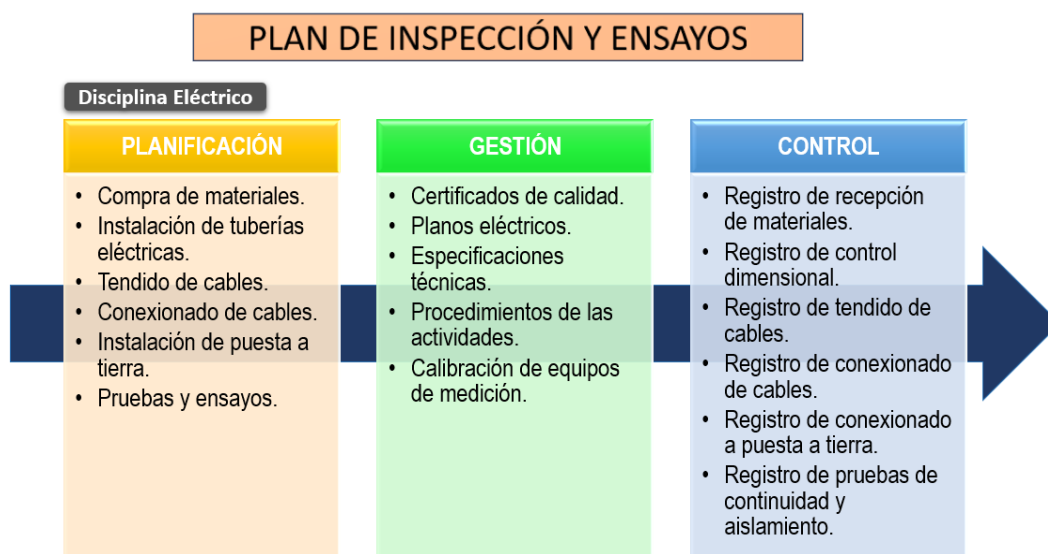 PLAN DE INSPECCIÓN Y ENSAYOS
Disciplina Eléctrico
PLANIFICACIÓN
• Compra de materiales.
• Instalación de tuberías
eléctricas.
• Tendido de cables.
• Conexionado de cables.
• Instalación de puesta a
tierra.
• Pruebas y ensayos.
GESTIÓN
• Certificados de calidad.
• Planos eléctricos.
• Especificaciones
técnicas.
• Procedimientos de las
actividades.
• Calibración de equipos
de medición.
CONTROL
• Registro de recepción
de materiales.
• Registro de control
dimensional.
• Registro de tendido de
cables.
• Registro de conexionado
de cables.
• Registro de conexionado
a puesta a tierra.
• Registro de pruebas de
continuidad y
aislamiento.